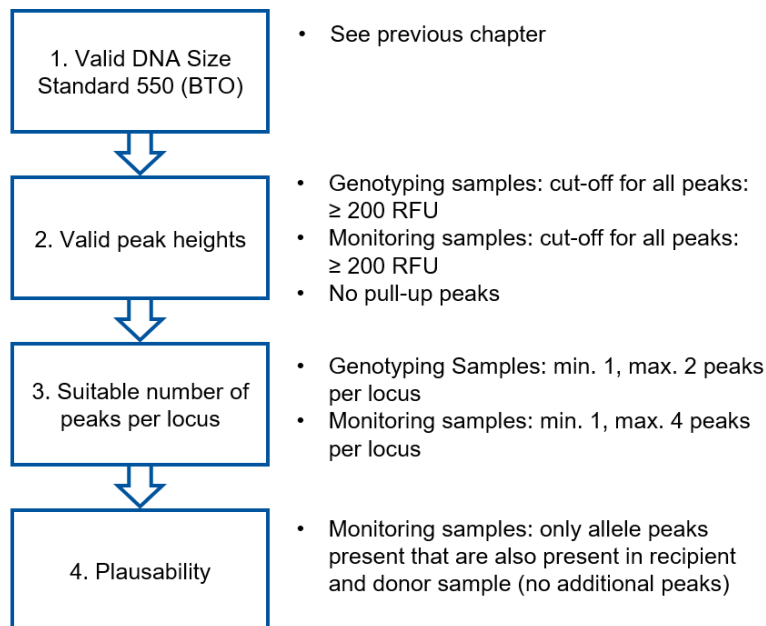 1. Valid DNA Size
Standard 550 (BTO)
• See previous chapter
2. Valid peak heights
• Genotyping samples: cut-off for all peaks:
≥ 200 RFU
• Monitoring samples: cut-off for all peaks:
≥ 200 RFU
• No pull-up peaks
3. Suitable number of
peaks per locus
• Genotyping Samples: min. 1, max. 2 peaks
per locus
• Monitoring samples: min. 1, max. 4 peaks
per locus
4. Plausability
• Monitoring samples: only allele peaks
present that are also present in recipient
and donor sample (no additional peaks)